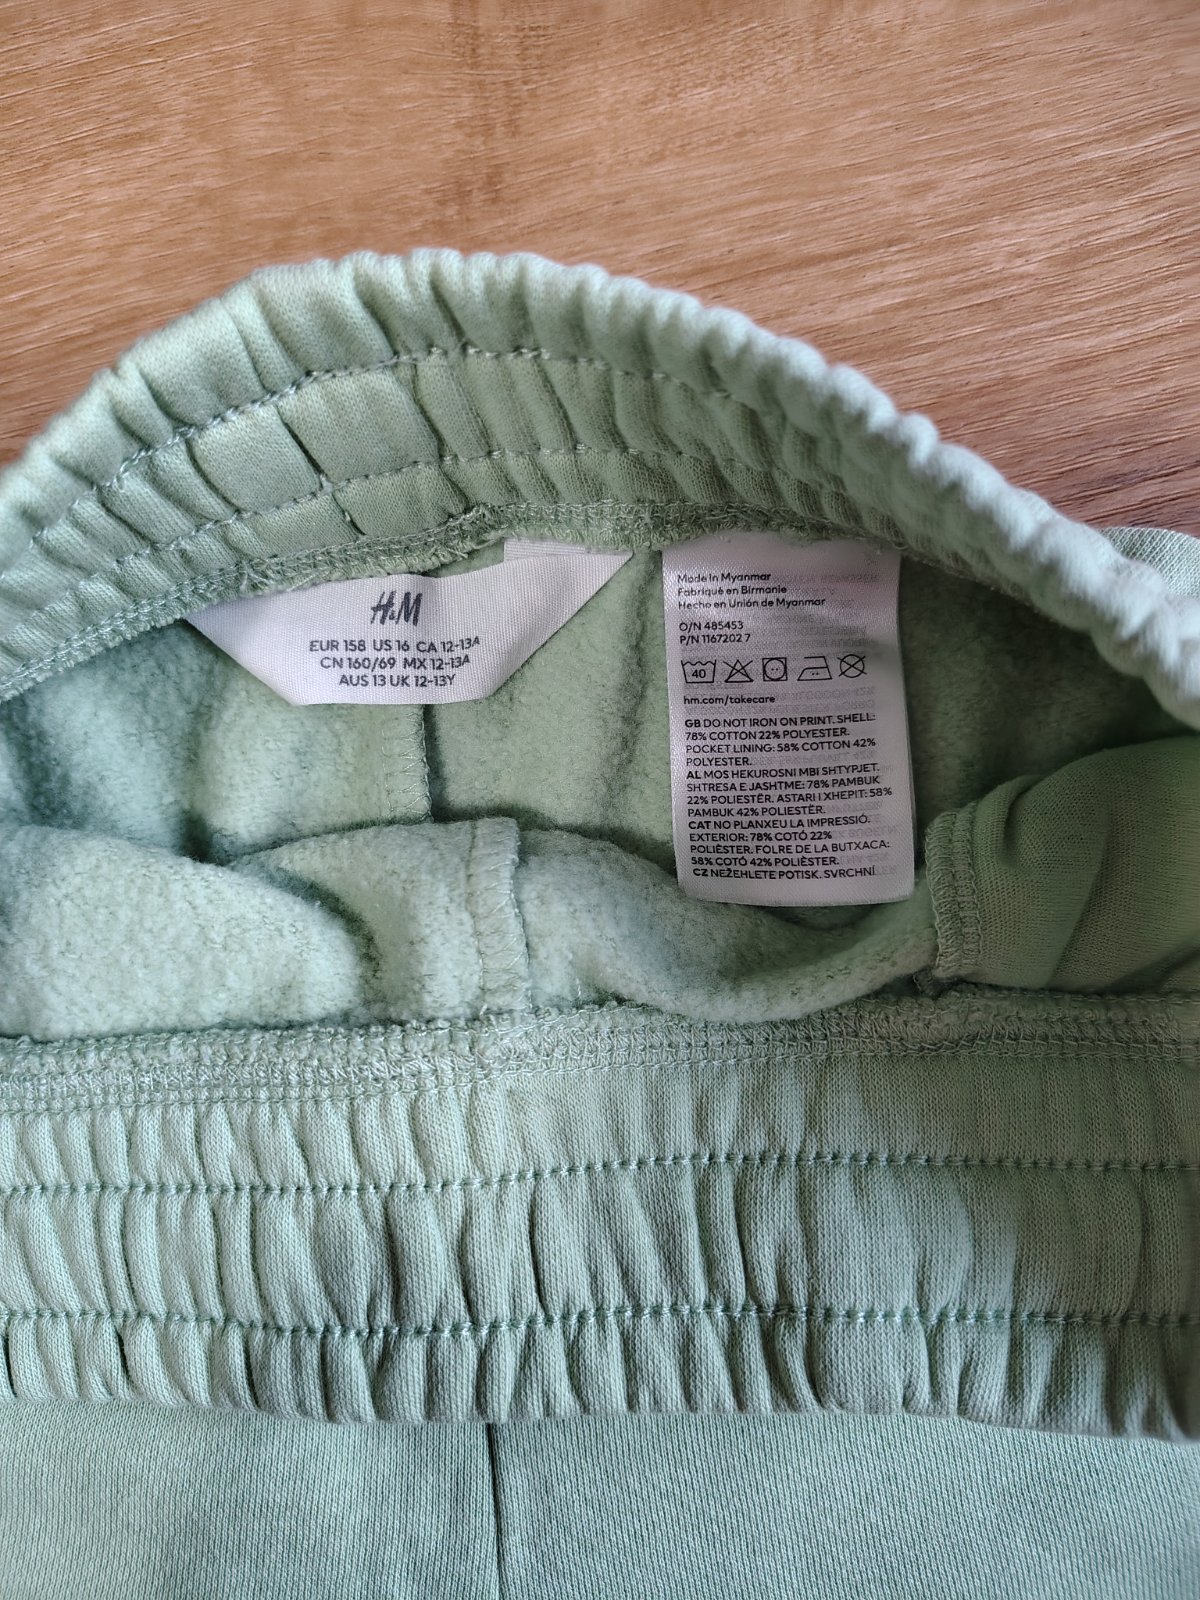 H&M
EUR 158 US 16 CA 12-13A
CN 160/69 MX 12-13A
AUS 13 UK 12-13Y
Made in Myanmar
Fabriqué en Birmanie
Hecho en Unión de Myanmar
O/N 485453
P/N 1167202 7
40
hm.com/takecare
GB DO NOT IRON ON PRINT. SHELL:
78% COTTON 22% POLYESTER.
POCKET LINING: 58% COTTON 42%
POLYESTER.
AL MOS HEKUROSNI MBI SHTYPJET.
SHTRESA E JASHTME: 78% PAMBUK
22% POLIESTËR. ASTARI I XHEPIT: 58%
PAMBUK 42% POLIESTËR.
CAT NO PLANXEU LA IMPRESSIÓ.
EXTERIOR: 78% COTÓ 22%
POLIÈSTER. FOLRE DE LA BUTXACA:
58% COTÓ 42% POLIÈSTER.
CZ NEŽEHLETE POTISK. SVRCHNÍ